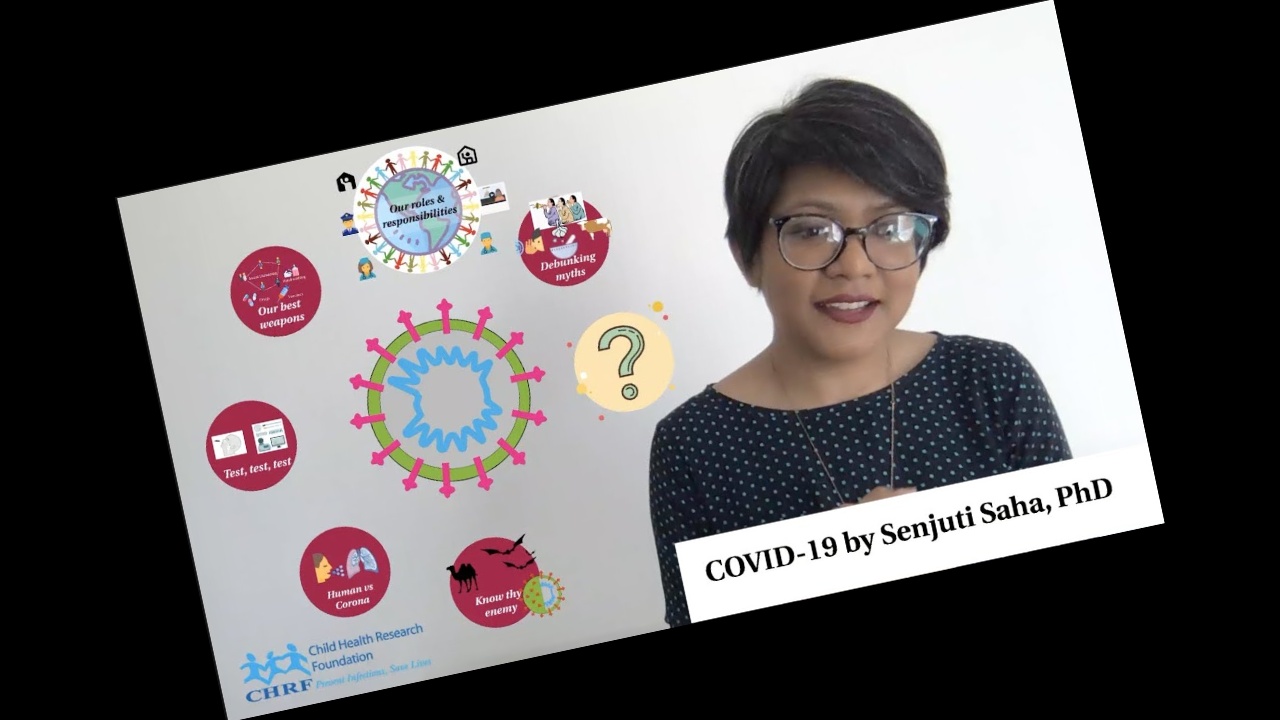 Our roles &
responsibilities
Debunking
myths
Our best
weapons
Test, test, test
Human vs
Corona
Know thy
enemy
COVID-19 by Senjuti Saha, PhD
Child Health Research
Foundation
CHRF Prevent Infections, Save Lives